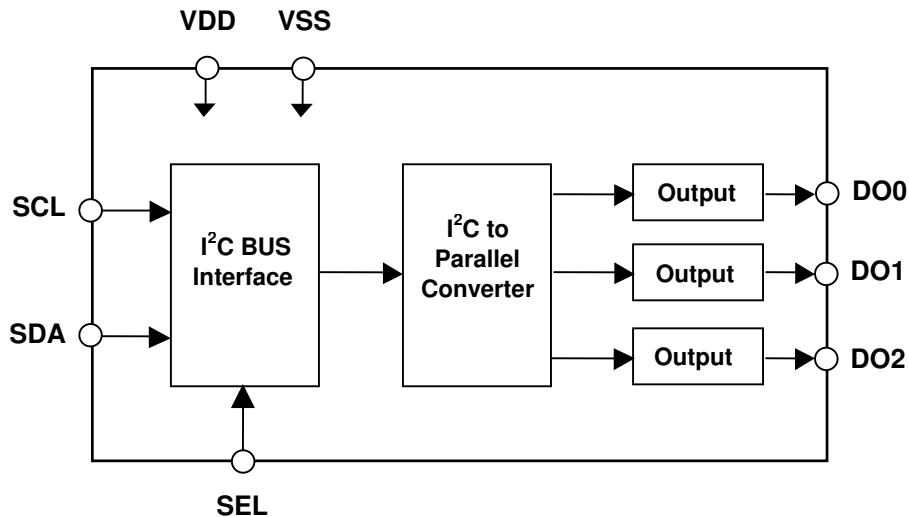 VDD VSS
SCL
SDA
I²C BUS
Interface
I²C to
Parallel
Converter
Output
Output
Output
DO0
DO1
DO2
SEL